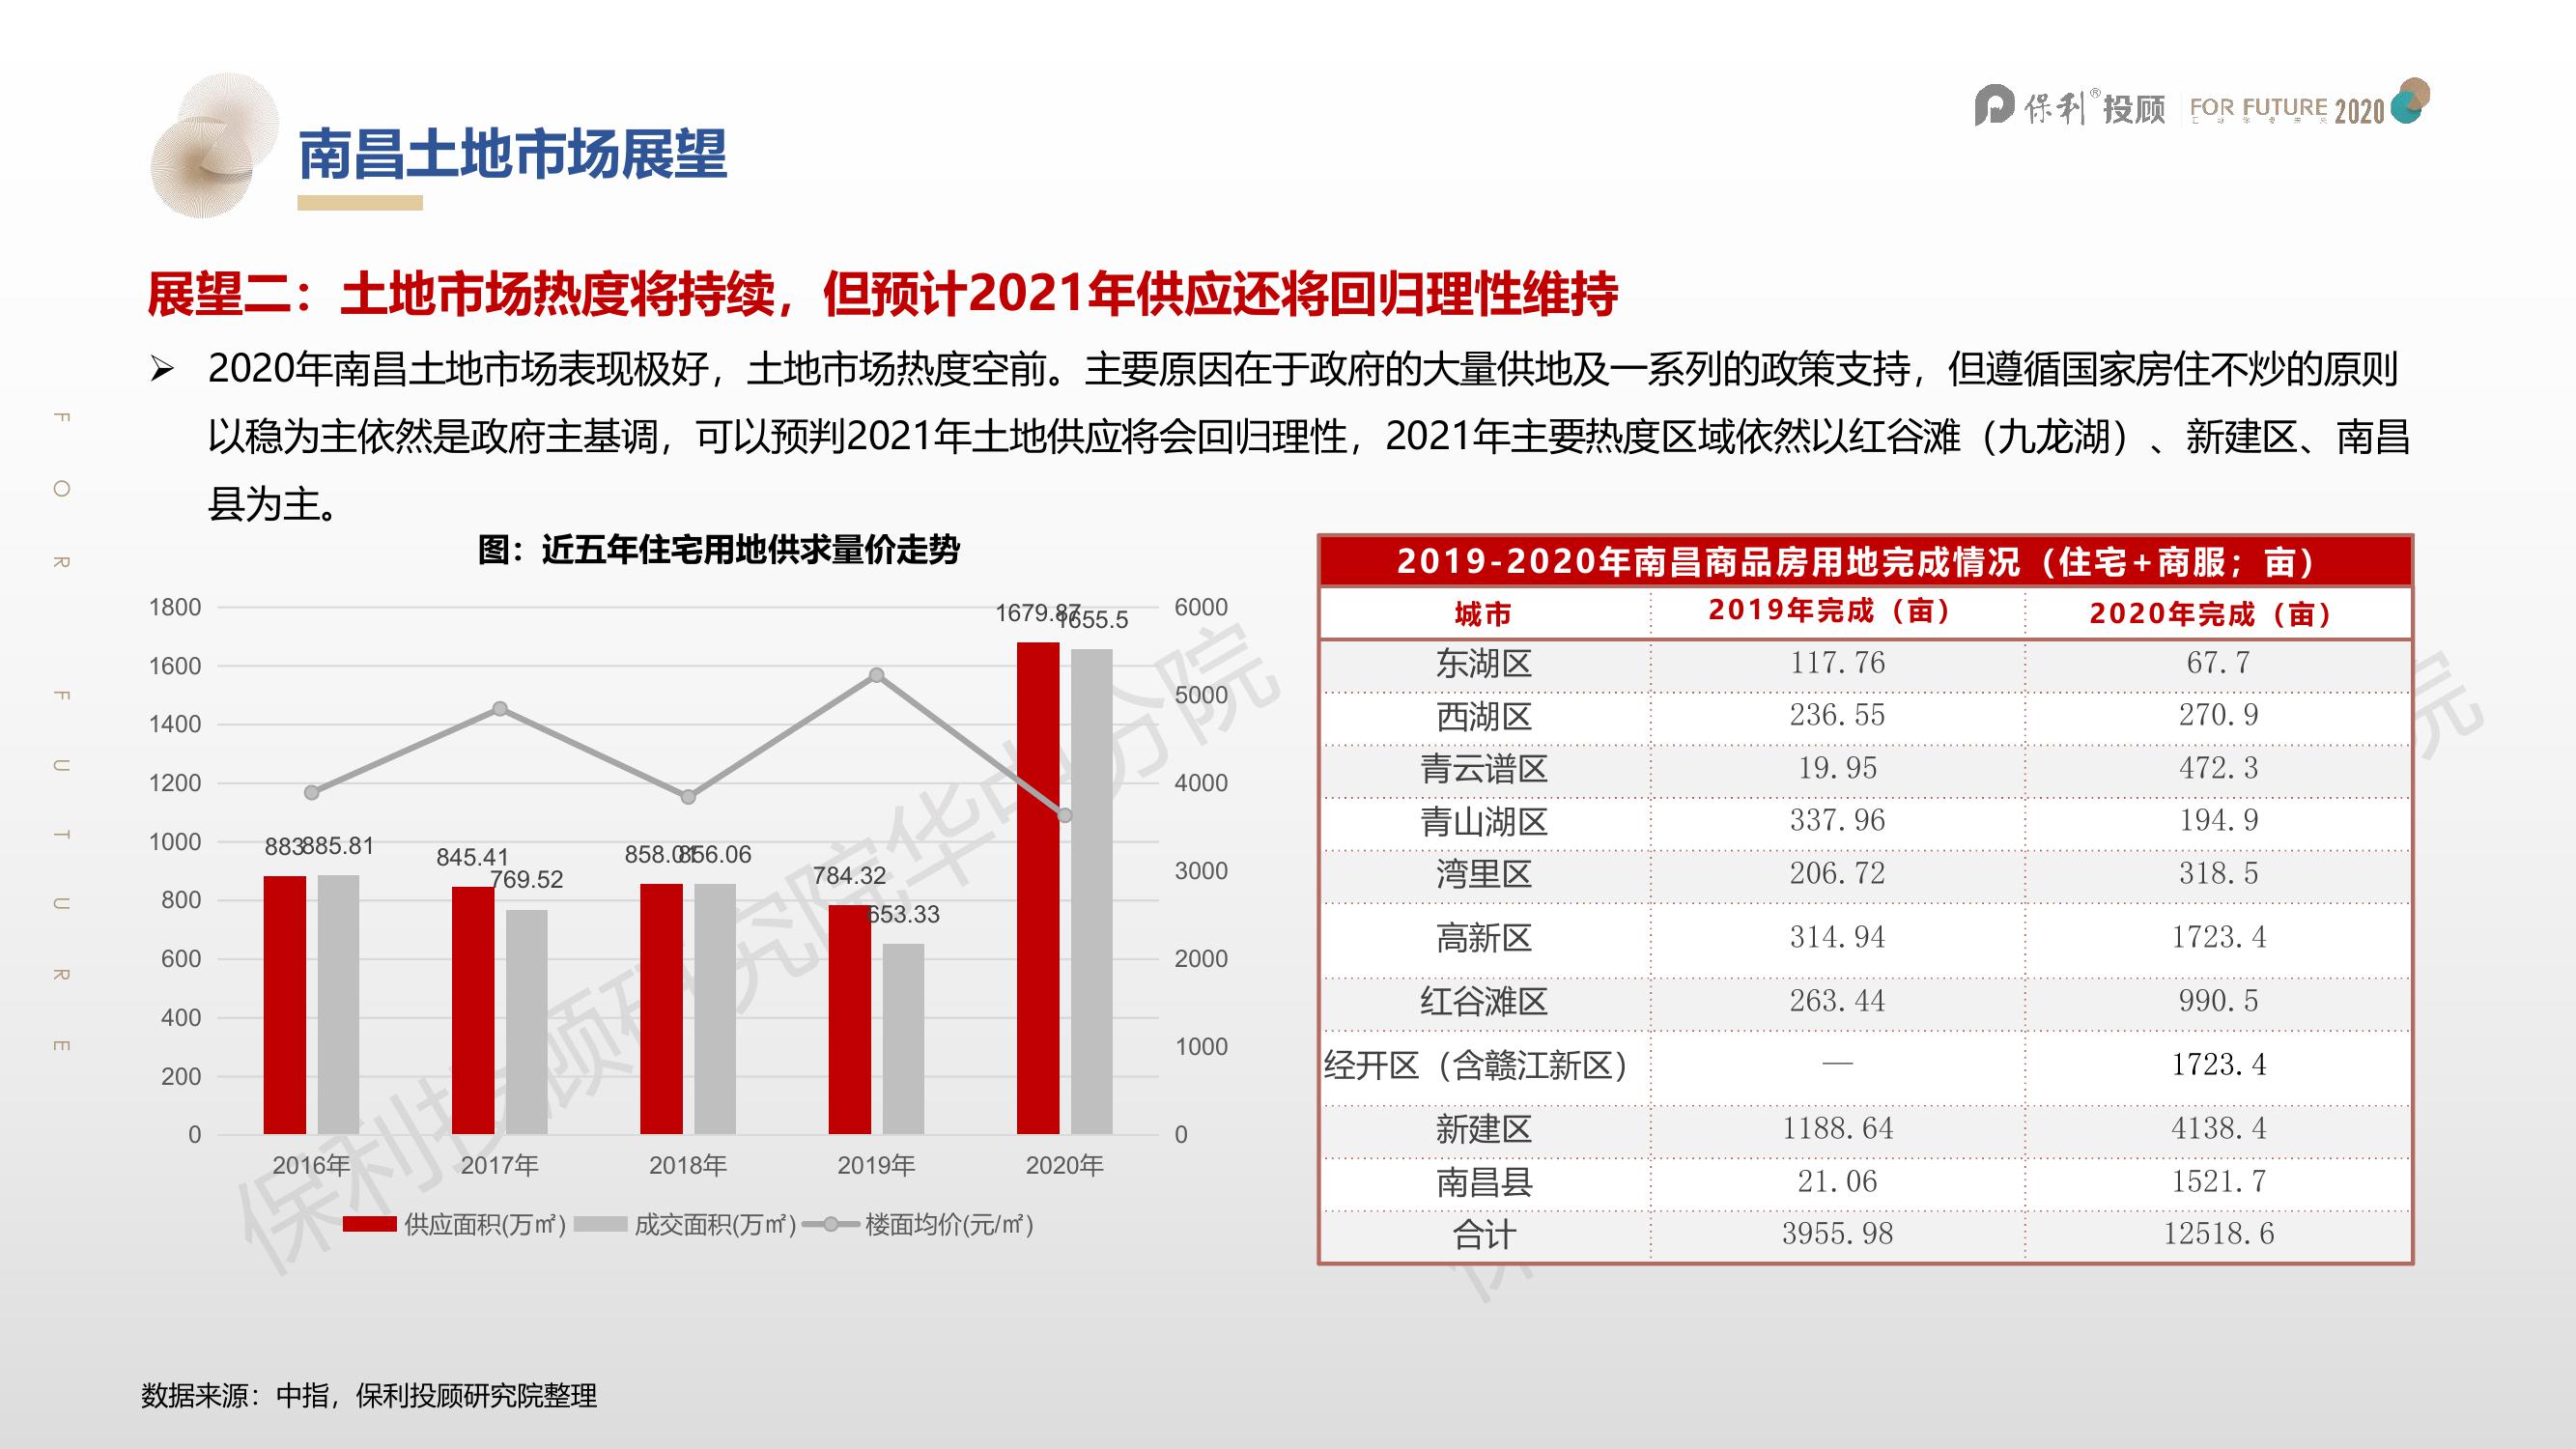 保利®投顾 FOR FUTURE 2020
南昌土地市场展望
展望二：土地市场热度将持续，但预计2021年供应还将回归理性维持
2020年南昌土地市场表现极好，土地市场热度空前。主要原因在于政府的大量供地及一系列的政策支持，但遵循国家房住不炒的原则
以稳为主依然是政府主基调，可以预判2021年土地供应将会回归理性，2021年主要热度区域依然以红谷滩（九龙湖）、新建区、南昌
县为主。
FOR FUTURE
图：近五年住宅用地供求量价走势
1800
1600
1400
1200
1000
800
600
400
200
0
6000
5000
4000
3000
2000
1000
0
883 885.81
845.41 769.52
858.01 856.06
784.32 653.33
1679.87 1655.5
2016年 2017年 2018年 2019年 2020年
供应面积(万㎡) 成交面积(万㎡) 楼面均价(元/㎡)
2019-2020年南昌商品房用地完成情况（住宅+商服；亩）
城市 2019年完成（亩） 2020年完成（亩）
东湖区 117.76 67.7
西湖区 236.55 270.9
青云谱区 19.95 472.3
青山湖区 337.96 194.9
湾里区 206.72 318.5
高新区 314.94 1723.4
红谷滩区 263.44 990.5
经开区（含赣江新区） — 1723.4
新建区 1188.64 4138.4
南昌县 21.06 1521.7
合计 3955.98 12518.6
保利投顾研究院华中分院
数据来源：中指，保利投顾研究院整理